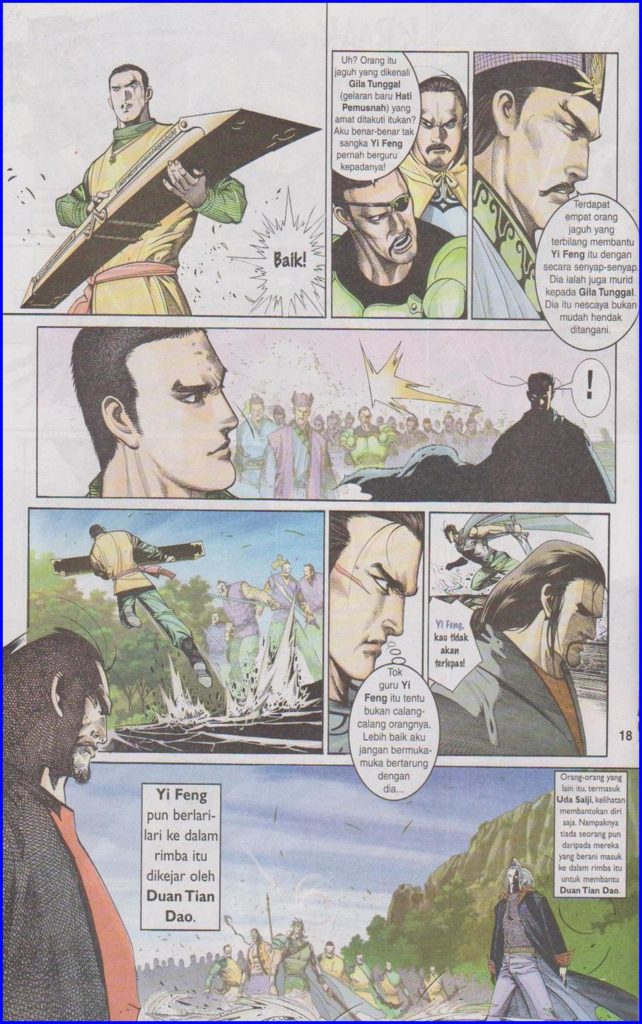 Baik!
Uh? Orang itu
jaguh yang dikenali
Gila Tunggal
(gelaran baru Hati
Pemusnah) yang
amat ditakuti itukan?
Aku benar-benar tak
sangka Yi Feng
pernah berguru
kepadanya!
Terdapat
empat orang
jaguh yang
terbilang membantu
Yi Feng itu dengan
secara senyap-senyap.
Dia ialah juga murid
kepada Gila Tunggal.
Dia itu nescaya bukan
mudah hendak
ditangani.
!
Tok
guru Yi
Feng itu tentu
bukan calang-
calang orangnya.
Lebih baik aku
jangan bermuka-
muka bertarung
dengan
dia...
Yi Feng,
kau tidak
akan
terlepas!
18
Yi Feng
pun berlari-
lari ke dalam
rimba itu
dikejar oleh
Duan Tian
Dao.
Orang-orang yang
lain itu, termasuk
Uda Salji, kelihatan
membantukan diri
saja. Nampaknya
tiada seorang pun
daripada mereka
yang berani masuk
ke dalam rimba itu
untuk membantu
Duan Tian Dao.